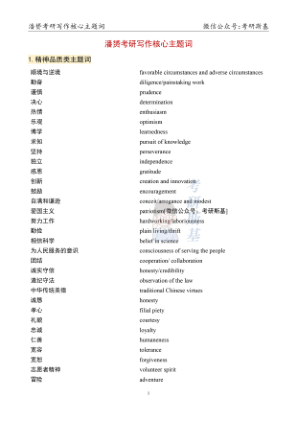 潘赟考研写作核心主题词 微信公众号:考研斯基
潘赟考研写作核心主题词
1. 精神品质类主题词
顺境与逆境 favorable circumstances and adverse circumstances
勤奋 diligence/painstaking work
谨慎 prudence
决心 determination
热情 enthusiasm
乐观 optimism
博学 learnedness
求知 pursuit of knowledge
坚持 perseverance
独立 independence
感恩 gratitude
创新 creation and innovation
鼓励 encouragement
自满和谦逊 conceit/arrogance and modest
爱国主义 patriotism[微信公众号:考研斯基]
努力工作 hardworking/laboriousness
勤俭 plain living/thrift
相信科学 belief in science
为人民服务的意识 consciousness of serving the people
团结 cooperation/ collaboration
诚实守信 honesty/credibility
遵纪守法 observation of the law
中华传统美德 traditional Chinese virtues
诚恳 honesty
孝心 filial piety
礼貌 courtesy
忠诚 loyalty
仁善 humaneness
宽容 tolerance
宽恕 forgiveness
志愿者精神 volunteer spirit
冒险 adventure
考研斯基